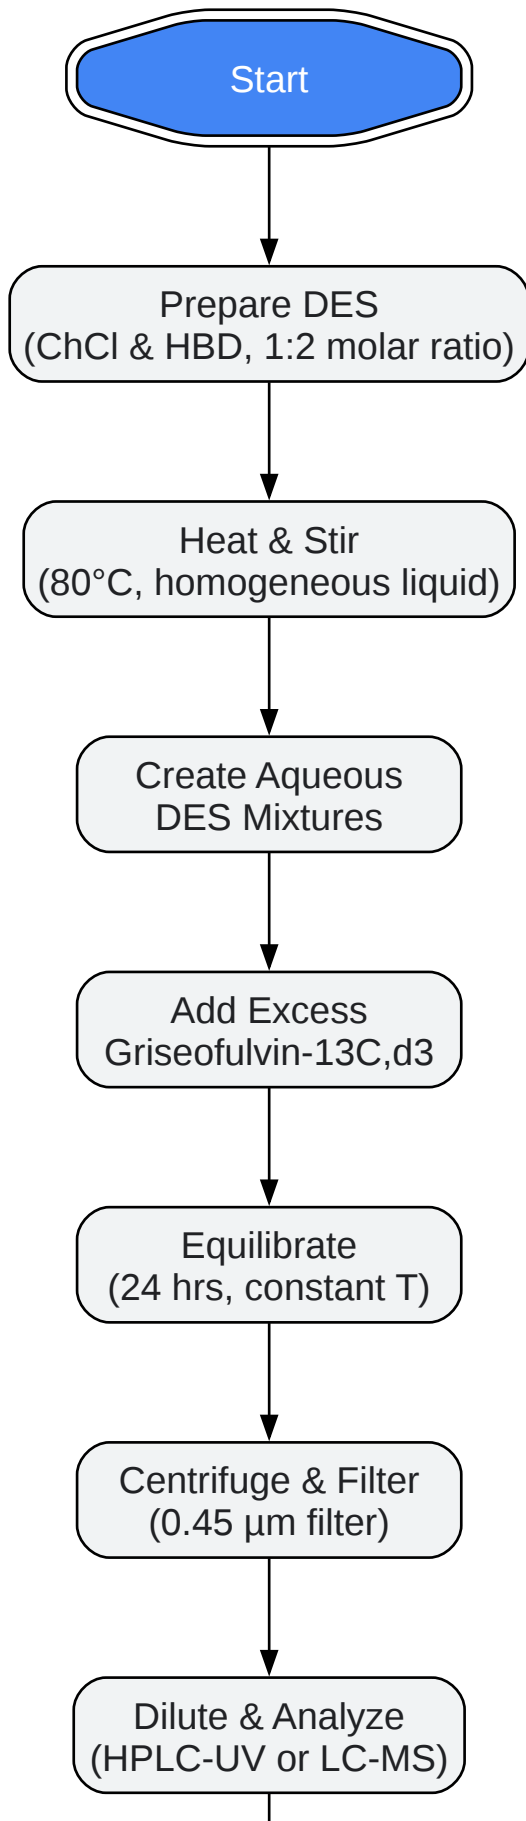 Start
Prepare DES
(ChCl & HBD, 1:2 molar ratio)
Heat & Stir
(80°C, homogeneous liquid)
Create Aqueous
DES Mixtures
Add Excess
Griseofulvin-13C,d3
Equilibrate
(24 hrs, constant T)
Centrifuge & Filter
(0.45 µm filter)
Dilute & Analyze
(HPLC-UV or LC-MS)